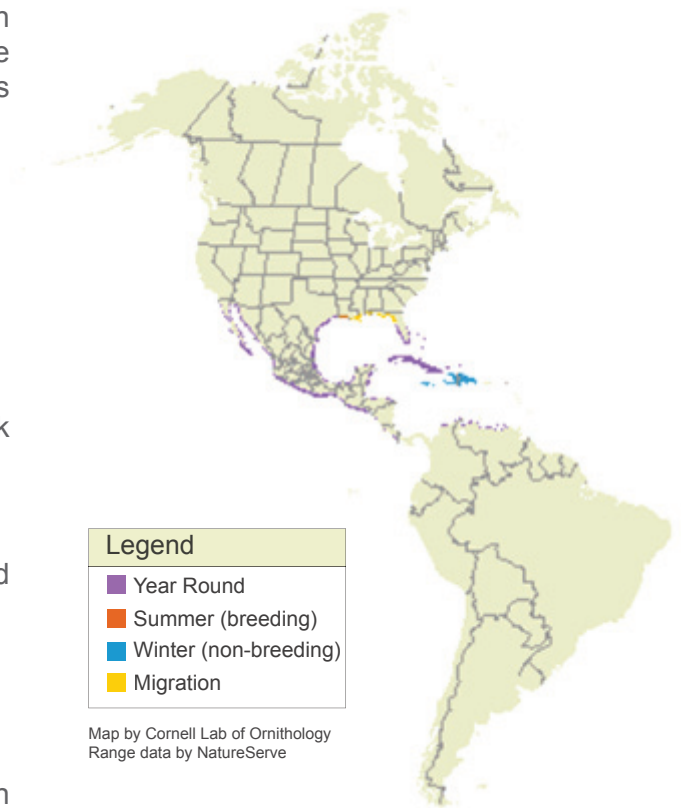 n
e
s
k
d
Legend
Year Round
Summer (breeding)
Winter (non-breeding)
Migration
Map by Cornell Lab of Ornithology
Range data by NatureServe
n